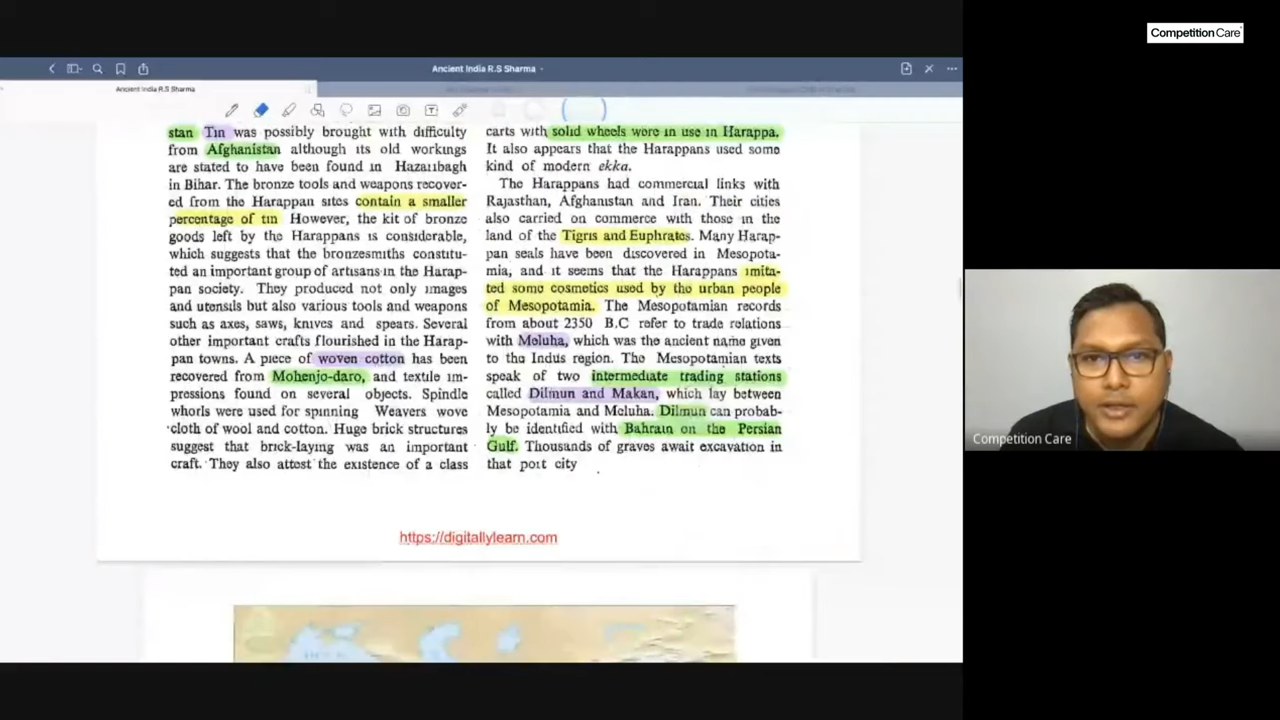 Competition Care
Ancient India R.S Sharma
Ancient India R.S Sharma
stan Tin was possibly brought with difficulty
from Afghanistan although its old workings
are stated to have been found in Hazaribagh
in Bihar. The bronze tools and weapons recover-
ed from the Harappan sites contain a smaller
percentage of tin However, the kit of bronze
goods left by the Harappans is considerable,
which suggests that the bronzesmiths constitu-
ted an important group of artisans in the Harap-
pan society. They produced not only images
and utensils but also various tools and weapons
such as axes, saws, knives and spears. Several
other important crafts flourished in the Harap-
pan towns. A piece of woven cotton has been
recovered from Mohenjo-daro, and textile im-
pressions found on several objects. Spindle
whorls were used for spinning Weavers wove
cloth of wool and cotton. Huge brick structures
suggest that brick-laying was an important
craft. They also attest the existence of a class
carts with solid wheels were in use in Harappa.
It also appears that the Harappans used some
kind of modern ekka.
The Harappans had commercial links with
Rajasthan, Afghanistan and Iran. Their cities
also carried on commerce with those in the
land of the Tigris and Euphrates. Many Harap-
pan seals have been discovered in Mesopota-
mia, and it seems that the Harappans imita-
ted some cosmetics used by the urban people
of Mesopotamia. The Mesopotamian records
from about 2350 B.C refer to trade relations
with Meluha, which was the ancient name given
to the Indus region. The Mesopotamian texts
speak of two intermediate trading stations
called Dilmun and Makan, which lay between
Mesopotamia and Meluha. Dilmun can probab-
ly be identified with Bahrain on the Persian
Gulf. Thousands of graves await excavation in
that port city
https://digitallylearn.com
Competition Care